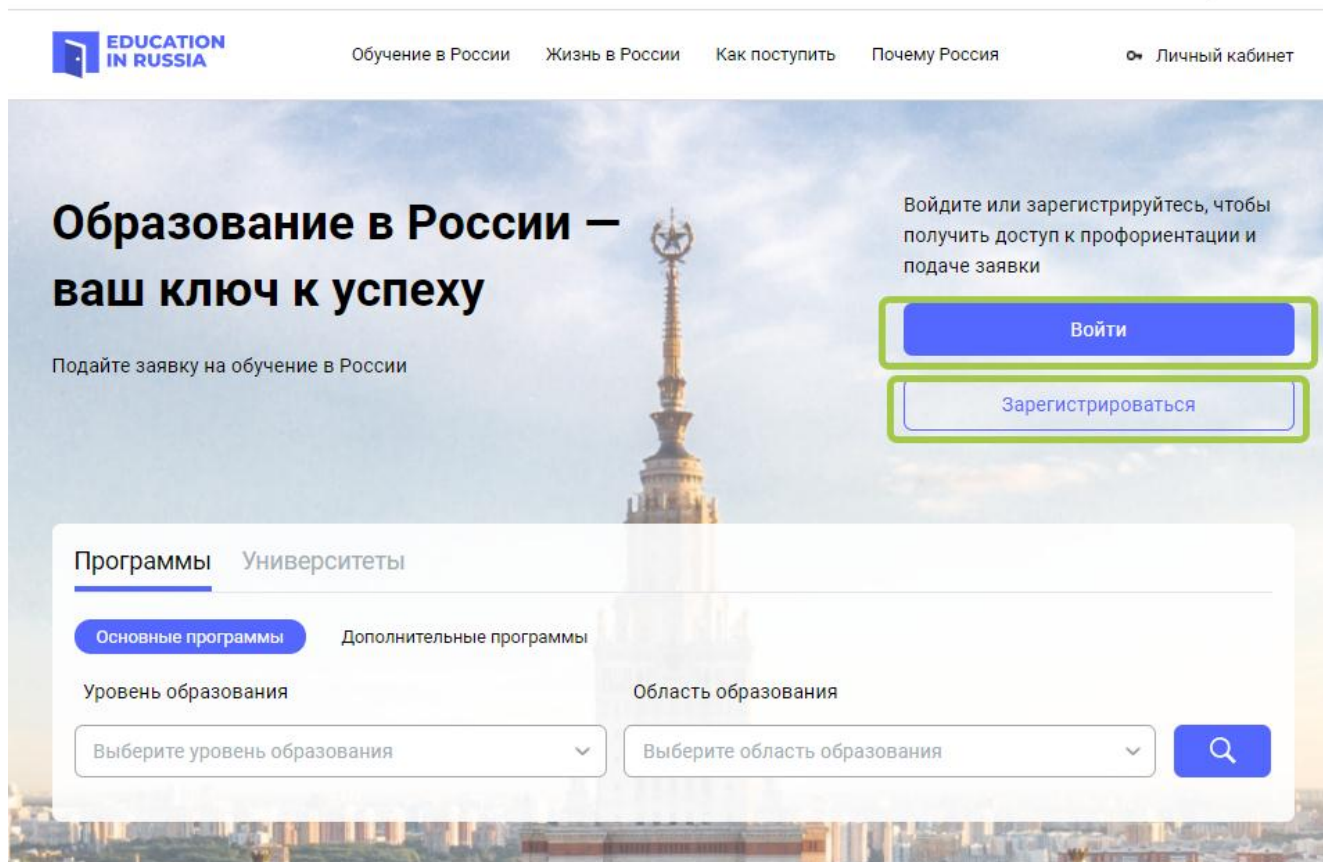 EDUCATION
IN RUSSIA
Обучение в России Жизнь в России Как поступить Почему Россия Личный кабинет
Образование в России —
ваш ключ к успеху
Подайте заявку на обучение в России
Войдите или зарегистрируйтесь, чтобы
получить доступ к профориентации и
подаче заявки
Войти
Зарегистрироваться
Программы Университеты
Основные программы Дополнительные программы
Уровень образования Область образования
Выберите уровень образования Выберите область образования